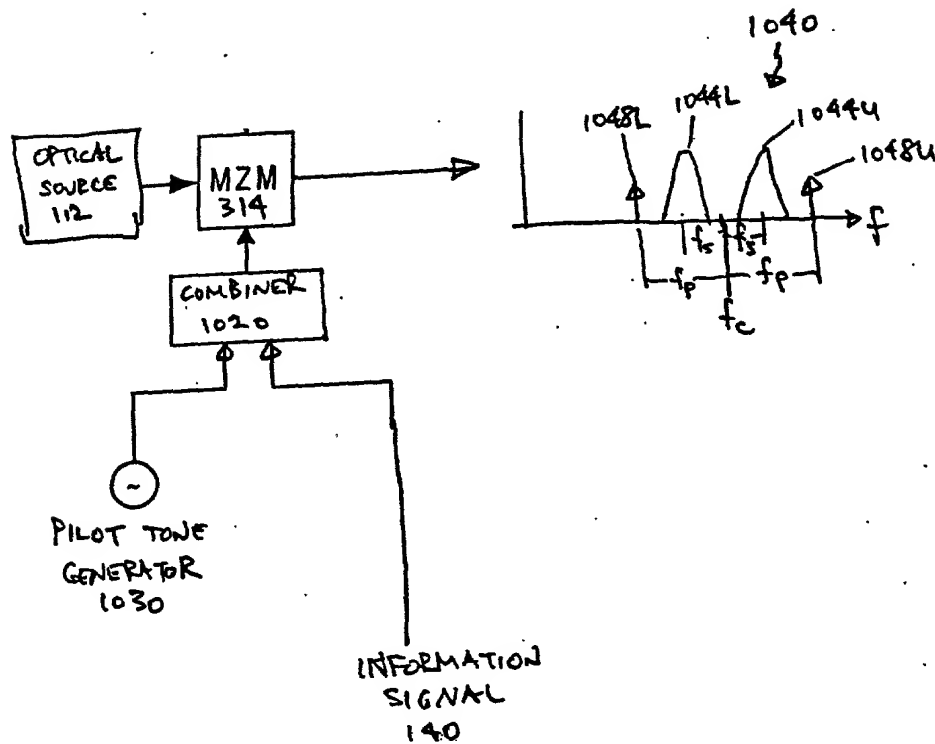 1040
1048L
1044L
1044U
1048U
OPTICAL
SOURCE
112
MZM
314
f
fs
fs
fp
fp
fc
COMBINER
1020
~
PILOT TONE
GENERATOR
1030
INFORMATION
SIGNAL
140